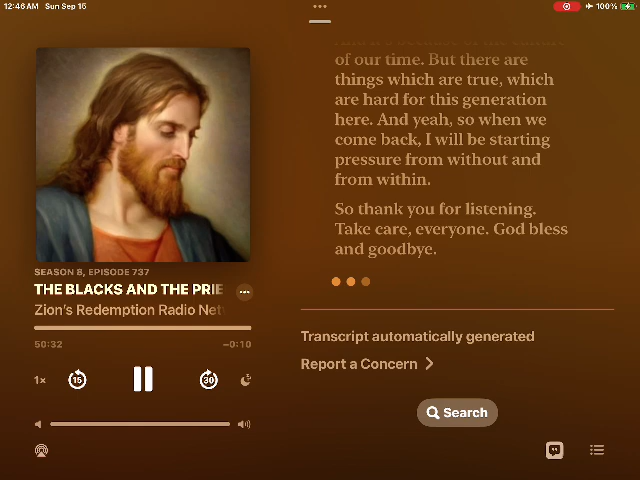 12:46 AM Sun Sep 15
100%
of our time. But there are
things which are true, which
are hard for this generation
here. And yeah, so when we
come back, I will be starting
pressure from without and
from within.
So thank you for listening.
Take care, everyone. God bless
and goodbye.
SEASON 8, EPISODE 737
THE BLACKS AND THE PRIE
Zion's Redemption Radio Net
50:32
-0:10
1×
15
30
Transcript automatically generated
Report a Concern
Search